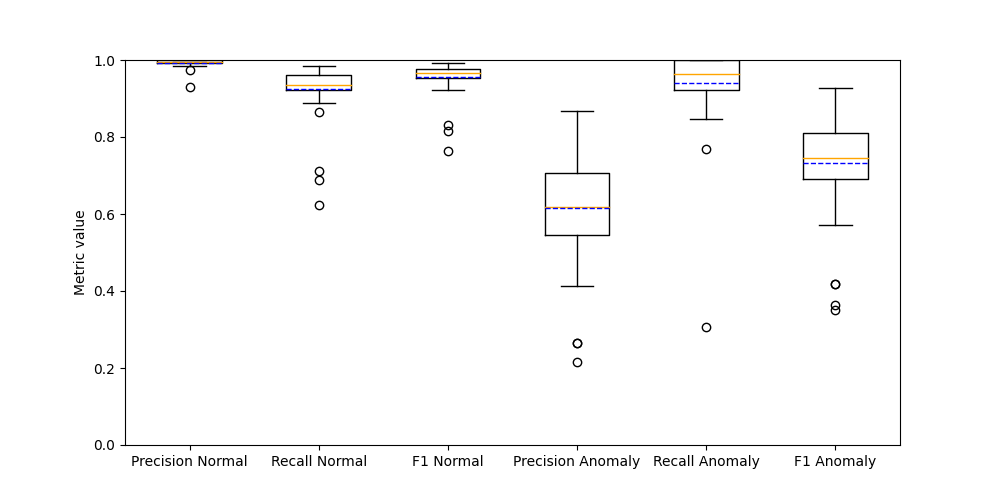 1.0
0.8
0.6
0.4
0.2
0.0
Metric value
Precision Normal
Recall Normal
F1 Normal
Precision Anomaly
Recall Anomaly
F1 Anomaly